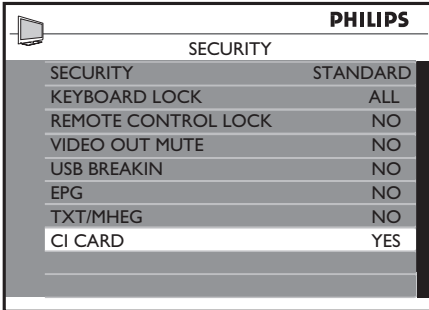 PHILIPS
SECURITY
SECURITY STANDARD
KEYBOARD LOCK ALL
REMOTE CONTROL LOCK NO
VIDEO OUT MUTE NO
USB BREAKIN NO
EPG NO
TXT/MHEG NO
CI CARD YES